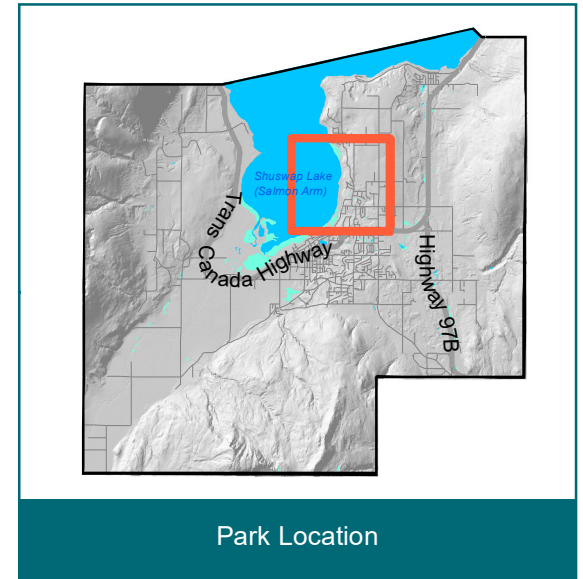 Shuswap Lake
(Salmon Arm)
Trans Canada Highway
Highway 97B
Park Location